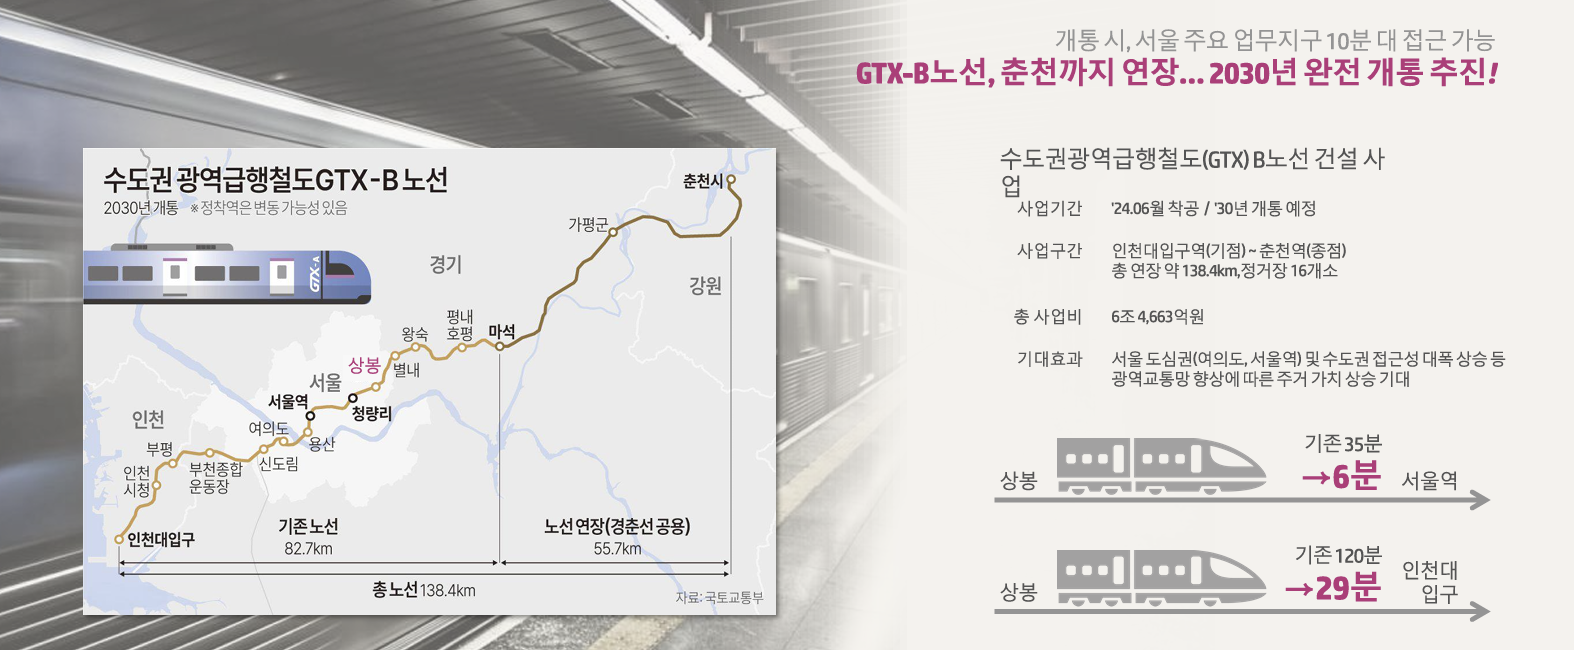 개통 시, 서울 주요 업무지구 10분 대 접근 가능
GTX-B노선, 춘천까지 연장... 2030년 완전 개통 추진!
수도권 광역급행철도GTX-B 노선
2030년 개통 ※정착역은 변동 가능성 있음
GTX-A
춘천시
가평군
경기
강원
평내
호평
왕숙
마석
상봉
별내
서울
서울역
청량리
인천
여의도
용산
부평
부천종합
운동장
신도림
인천
시청
인천대입구
기존 노선
82.7km
노선 연장(경춘선 공용)
55.7km
총 노선 138.4km
자료: 국토교통부
수도권광역급행철도(GTX) B노선 건설 사
업
사업기간 '24.06월 착공 / '30년 개통 예정
사업구간 인천대입구역(기점) ~ 춘천역(종점)
총 연장 약 138.4km,정거장 16개소
총 사업비 6조 4,663억원
기대효과 서울 도심권(여의도, 서울역) 및 수도권 접근성 대폭 상승 등
광역교통망 향상에 따른 주거 가치 상승 기대
상봉
기존 35분
→6분
서울역
상봉
기존 120분
→29분
인천대
입구